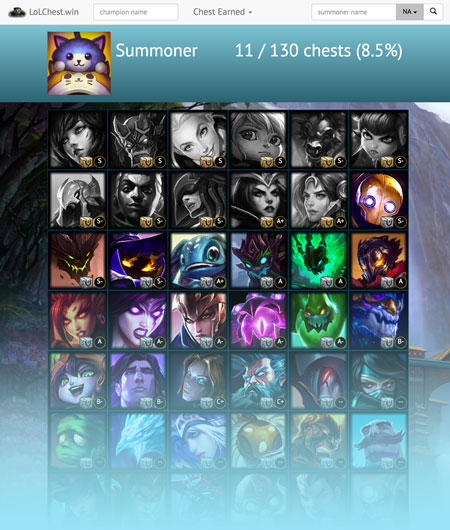 LoLChest.win champion name Chest Earned summoner name NA
Summoner 11 / 130 chests (8.5%)
S S S S S- S-
S- S- S- A+ A+ S-
S- S- A+ A A A
A A- A- A- A- B-
B- B- C+ C+ -- --
-- -- -- -- -- --